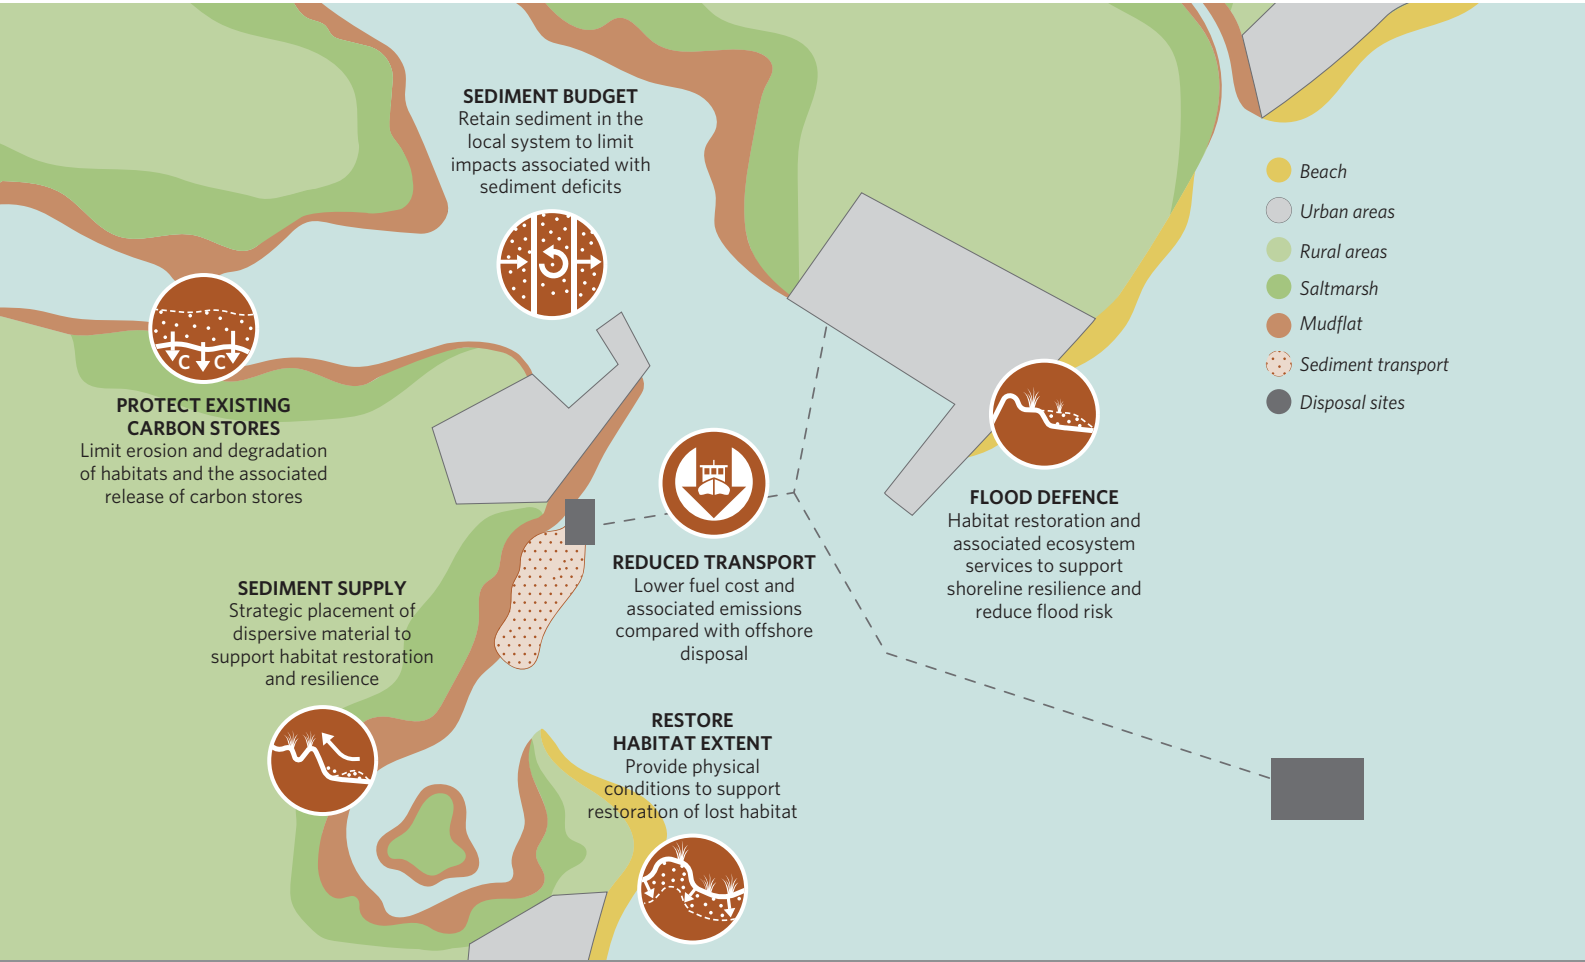 SEDIMENT BUDGET
Retain sediment in the
local system to limit
impacts associated with
sediment deficits
Beach
Urban areas
Rural areas
Saltmarsh
Mudflat
Sediment transport
Disposal sites
C C
PROTECT EXISTING
CARBON STORES
Limit erosion and degradation
of habitats and the associated
release of carbon stores
FLOOD DEFENCE
Habitat restoration and
associated ecosystem
services to support
shoreline resilience and
reduce flood risk
REDUCED TRANSPORT
Lower fuel cost and
associated emissions
compared with offshore
disposal
SEDIMENT SUPPLY
Strategic placement of
dispersive material to
support habitat restoration
and resilience
RESTORE
HABITAT EXTENT
Provide physical
conditions to support
restoration of lost habitat